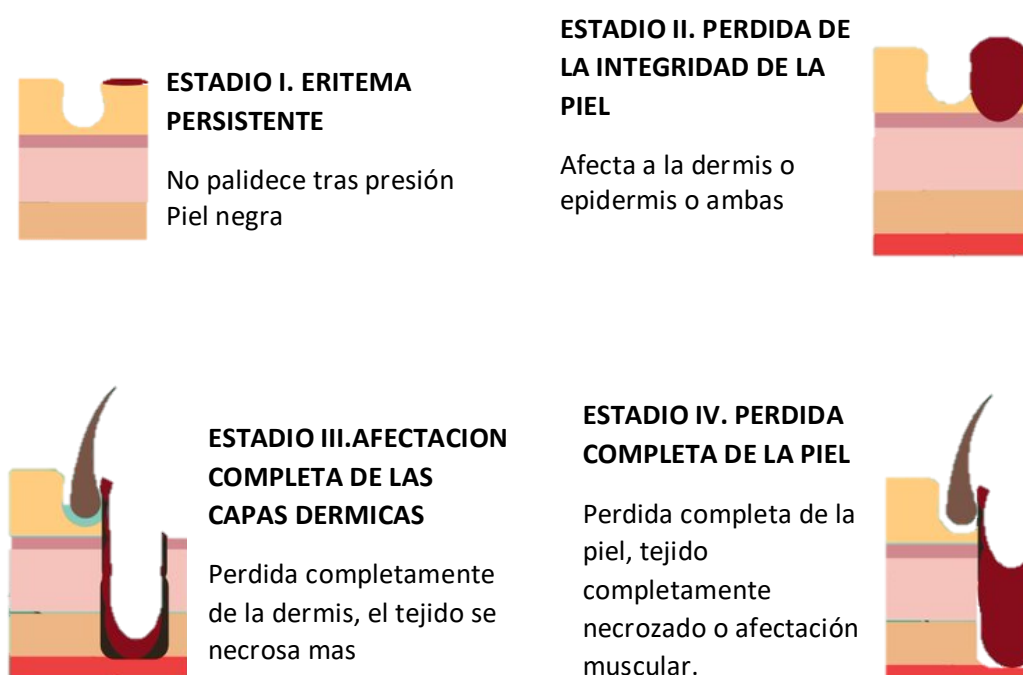 ESTADIO I. ERITEMA
PERSISTENTE
No palidece tras presión
Piel negra
ESTADIO II. PERDIDA DE
LA INTEGRIDAD DE LA
PIEL
Afecta a la dermis o
epidermis o ambas
ESTADIO III.AFECTACION
COMPLETA DE LAS
CAPAS DERMICAS
Perdida completamente
de la dermis, el tejido se
necrosa mas
ESTADIO IV. PERDIDA
COMPLETA DE LA PIEL
Perdida completa de la
piel, tejido
completamente
necrozado o afectación
muscular.